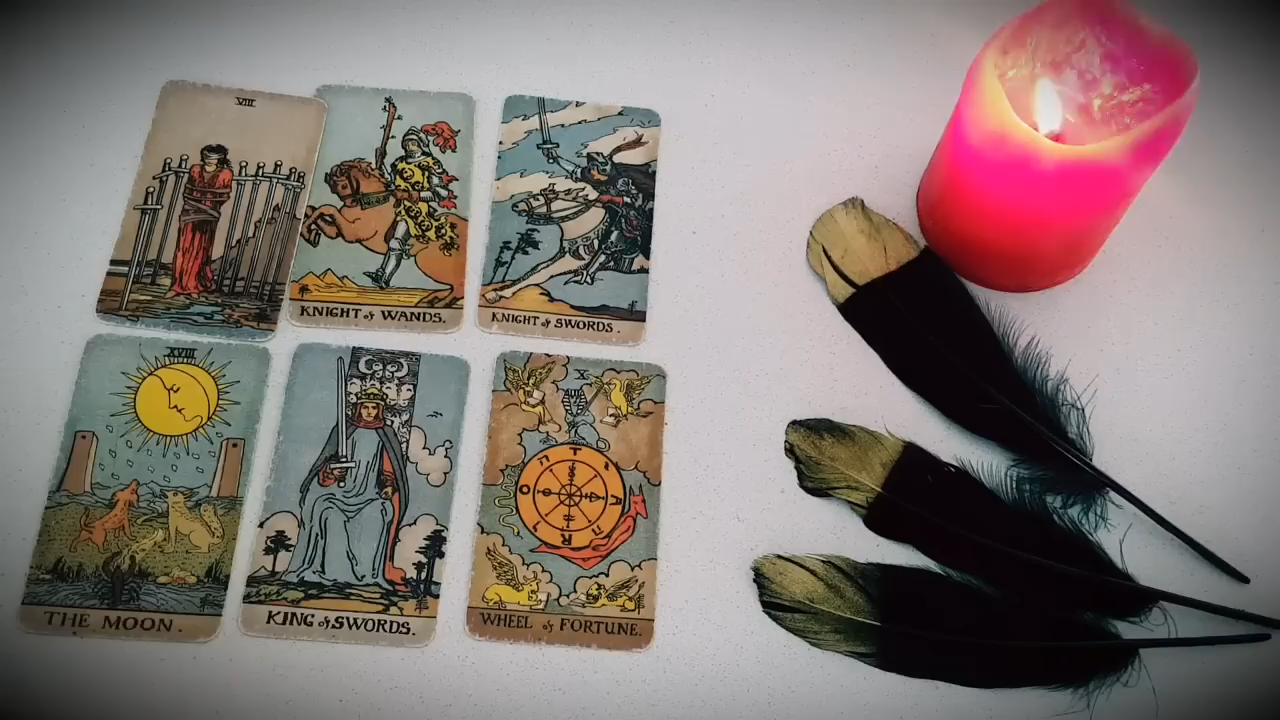 VIII
KNIGHT of WANDS.
KNIGHT of SWORDS.
XVIII
THE MOON.
KING of SWORDS.
X
T
A
R
O
WHEEL of FORTUNE.